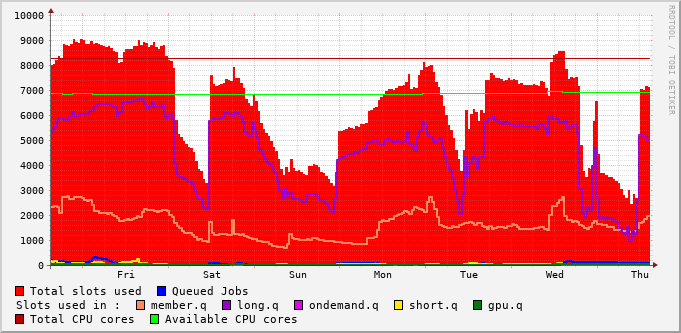 10000
9000
8000
7000
6000
5000
4000
3000
2000
1000
0
Fri Sat Sun Mon Tue Wed Thu
Total slots used Queued Jobs
Slots used in : member.q long.q ondemand.q short.q gpu.q
Total CPU cores Available CPU cores
RRDTOOL / TOBI OETIKER